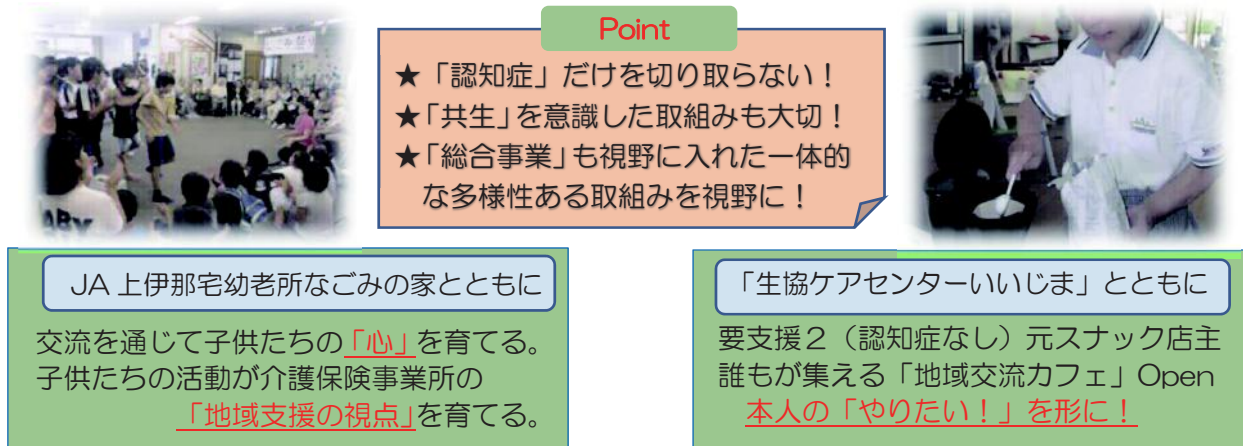 Point
★「認知症」だけを切り取らない！
★「共生」を意識した取組みも大切！
★「総合事業」も視野に入れた一体的
な多様性ある取組みを視野に！
JA 上伊那宅幼老所なごみの家とともに
交流を通じて子供たちの「心」を育てる。
子供たちの活動が介護保険事業所の
「地域支援の視点」を育てる。
「生協ケアセンターいいじま」とともに
要支援２（認知症なし）元スナック店主
誰もが集える「地域交流カフェ」Open
本人の「やりたい！」を形に！